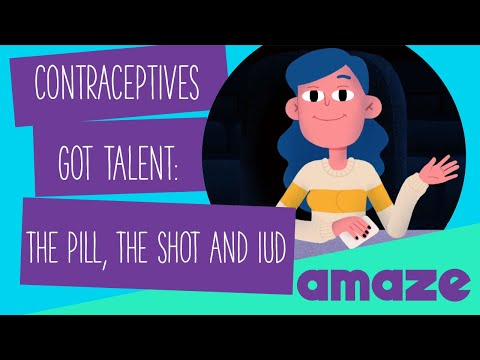 CONTRACEPTIVES
GOT TALENT:
THE PILL, THE SHOT AND IUD
amaze